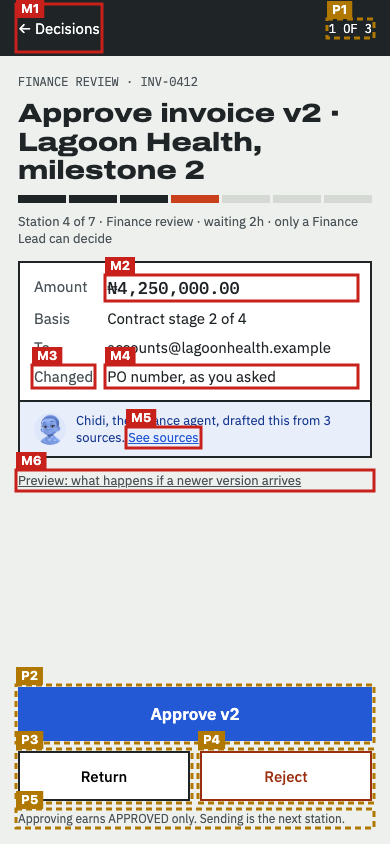 M1
← Decisions
P1
1 OF 3
FINANCE REVIEW · INV-0412
Approve invoice v2 ·
Lagoon Health,
milestone 2
Station 4 of 7 · Finance review · waiting 2h · only a Finance
Lead can decide
M2
Amount ₦4,250,000.00
Basis Contract stage 2 of 4
accounts@lagoonhealth.example
M3 M4
Changed PO number, as you asked
M5
Chidi, agent, drafted this from 3
sources. See sources
M6
Preview: what happens if a newer version arrives
P2
Approve v2
P3 P4
Return Reject
P5
Approving earns APPROVED only. Sending is the next station.